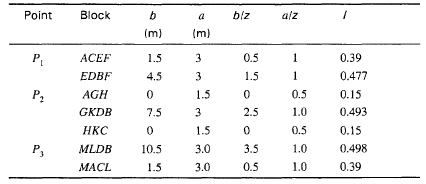 Point Block b a b/z a/z I
(m) (m)
P₁ ACEF 1.5 3 0.5 1 0.39
EDBF 4.5 3 1.5 1 0.477
P₂ AGH 0 1.5 0 0.5 0.15
GKDB 7.5 3 2.5 1.0 0.493
HKC 0 1.5 0 0.5 0.15
P₃ MLDB 10.5 3.0 3.5 1.0 0.498
MACL 1.5 3.0 0.5 1.0 0.39